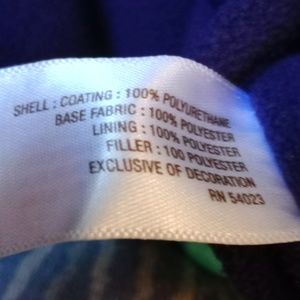 SHELL : COATING : 100% POLYURETHANE
BASE FABRIC : 100% POLYESTER
LINING : 100% POLYESTER
FILLER : 100 POLYESTER
EXCLUSIVE OF DECORATION
RN 54023